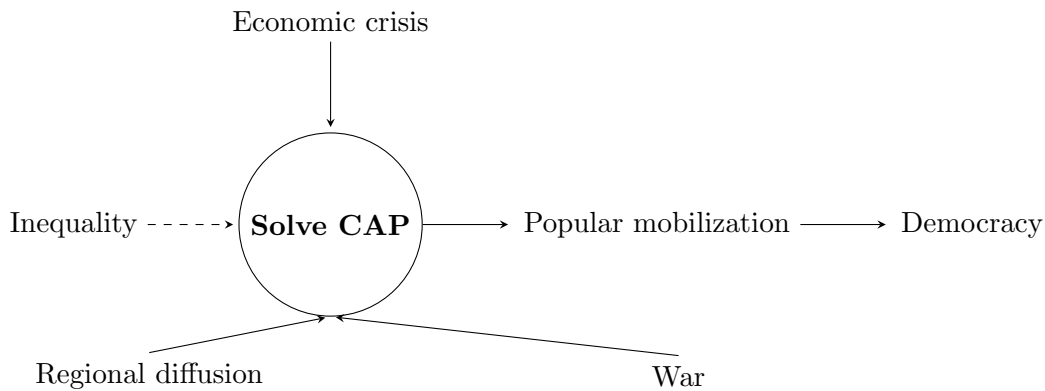 Economic crisis
Inequality
Solve CAP
Popular mobilization
Democracy
Regional diffusion
War